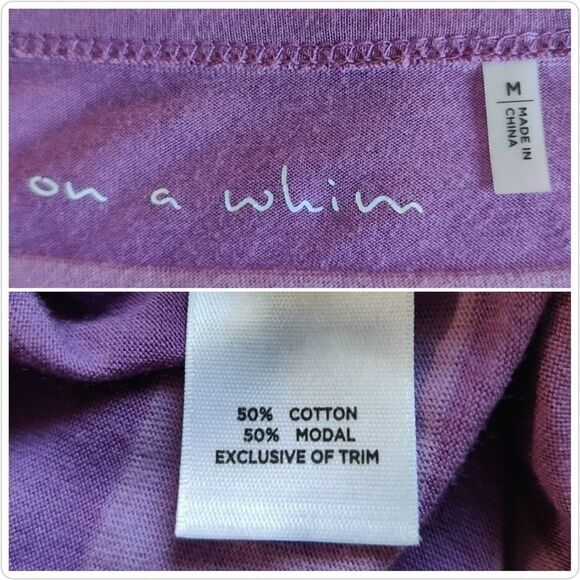 on a whim
M
MADE IN
CHINA
50% COTTON
50% MODAL
EXCLUSIVE OF TRIM